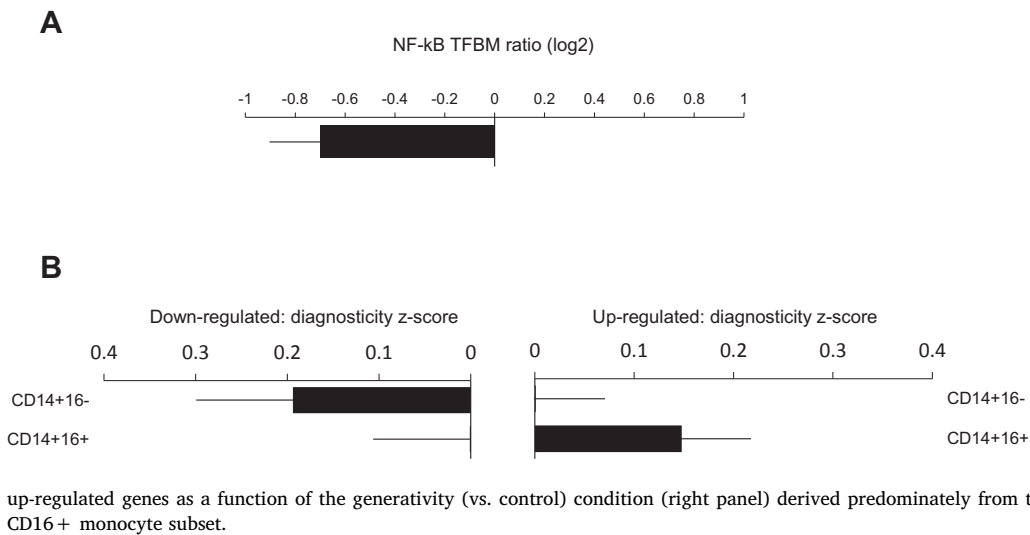 A
NF-kB TFBM ratio (log2)
-1 -0.8 -0.6 -0.4 -0.2 0 0.2 0.4 0.6 0.8 1
B
Down-regulated: diagnosticity z-score
0.4 0.3 0.2 0.1 0
CD14+16-
CD14+16+
Up-regulated: diagnosticity z-score
0 0.1 0.2 0.3 0.4
CD14+16-
CD14+16+
up-regulated genes as a function of the generativity (vs. control) condition (right panel) derived predominately from
CD16+ monocyte subset.